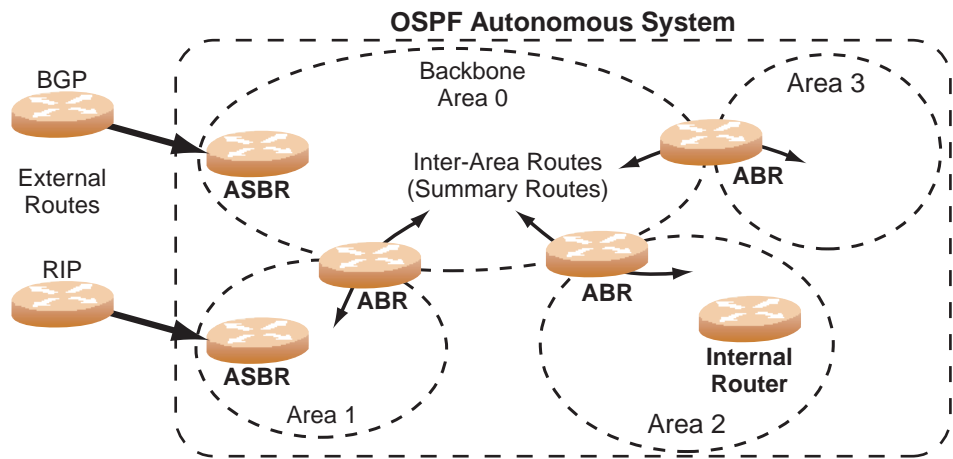 OSPF Autonomous System
BGP
Backbone
Area 0
Area 3
ASBR
Inter-Area Routes
(Summary Routes)
ABR
External
Routes
RIP
ABR
ABR
ASBR
Internal
Router
Area 1
Area 2